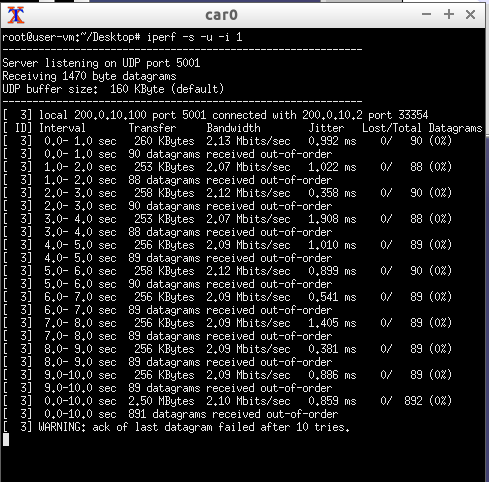 car0
root@user-vm:~/Desktop# iperf -s -u -i 1
------------------------------------------------------------
Server listening on UDP port 5001
Receiving 1470 byte datagrams
UDP buffer size:  160 KByte (default)
------------------------------------------------------------
[  3] local 200.0.10.100 port 5001 connected with 200.0.10.2 port 33354
[ ID] Interval       Transfer     Bandwidth        Jitter   Lost/Total Datagrams
[  3]  0.0- 1.0 sec   260 KBytes  2.13 Mbits/sec   0.992 ms    0/   90 (0%)
[  3]  0.0- 1.0 sec  90 datagrams received out-of-order
[  3]  1.0- 2.0 sec   253 KBytes  2.07 Mbits/sec   1.022 ms    0/   88 (0%)
[  3]  1.0- 2.0 sec  88 datagrams received out-of-order
[  3]  2.0- 3.0 sec   258 KBytes  2.12 Mbits/sec   0.358 ms    0/   90 (0%)
[  3]  2.0- 3.0 sec  90 datagrams received out-of-order
[  3]  3.0- 4.0 sec   253 KBytes  2.07 Mbits/sec   1.908 ms    0/   88 (0%)
[  3]  3.0- 4.0 sec  88 datagrams received out-of-order
[  3]  4.0- 5.0 sec   256 KBytes  2.09 Mbits/sec   1.010 ms    0/   89 (0%)
[  3]  4.0- 5.0 sec  89 datagrams received out-of-order
[  3]  5.0- 6.0 sec   258 KBytes  2.12 Mbits/sec   0.899 ms    0/   90 (0%)
[  3]  5.0- 6.0 sec  90 datagrams received out-of-order
[  3]  6.0- 7.0 sec   256 KBytes  2.09 Mbits/sec   0.541 ms    0/   89 (0%)
[  3]  6.0- 7.0 sec  89 datagrams received out-of-order
[  3]  7.0- 8.0 sec   256 KBytes  2.09 Mbits/sec   1.405 ms    0/   89 (0%)
[  3]  7.0- 8.0 sec  89 datagrams received out-of-order
[  3]  8.0- 9.0 sec   256 KBytes  2.09 Mbits/sec   0.381 ms    0/   89 (0%)
[  3]  8.0- 9.0 sec  89 datagrams received out-of-order
[  3]  9.0-10.0 sec   256 KBytes  2.09 Mbits/sec   0.886 ms    0/   89 (0%)
[  3]  9.0-10.0 sec  89 datagrams received out-of-order
[  3]  0.0-10.0 sec  2.50 MBytes  2.10 Mbits/sec   0.859 ms    0/  892 (0%)
[  3]  0.0-10.0 sec  891 datagrams received out-of-order
[  3] WARNING: ack of last datagram failed after 10 tries.